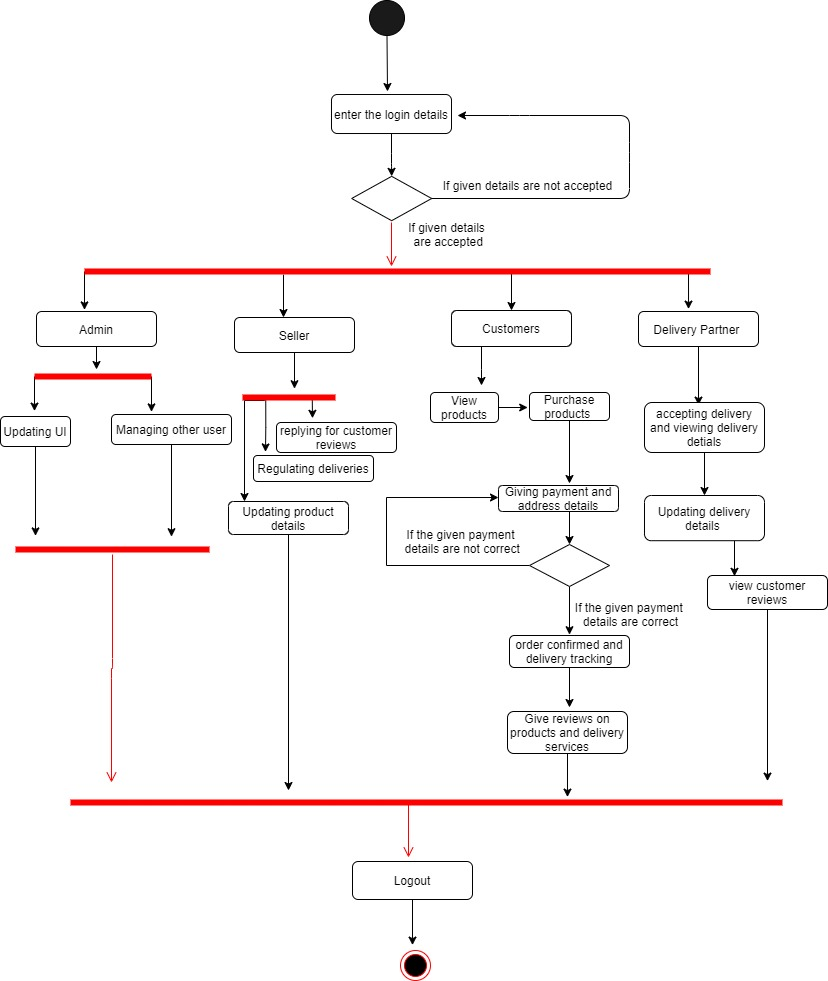 enter the login details
If given details are not accepted
If given details
are accepted
Admin
Seller
Customers
Delivery Partner
Updating UI
Managing other user
replying for customer
reviews
Regulating deliveries
Updating product
details
View
products
Purchase
products
Giving payment and
address details
If the given payment
details are not correct
If the given payment
details are correct
order confirmed and
delivery tracking
Give reviews on
products and delivery
services
accepting delivery
and viewing delivery
detials
Updating delivery
details
view customer
reviews
Logout